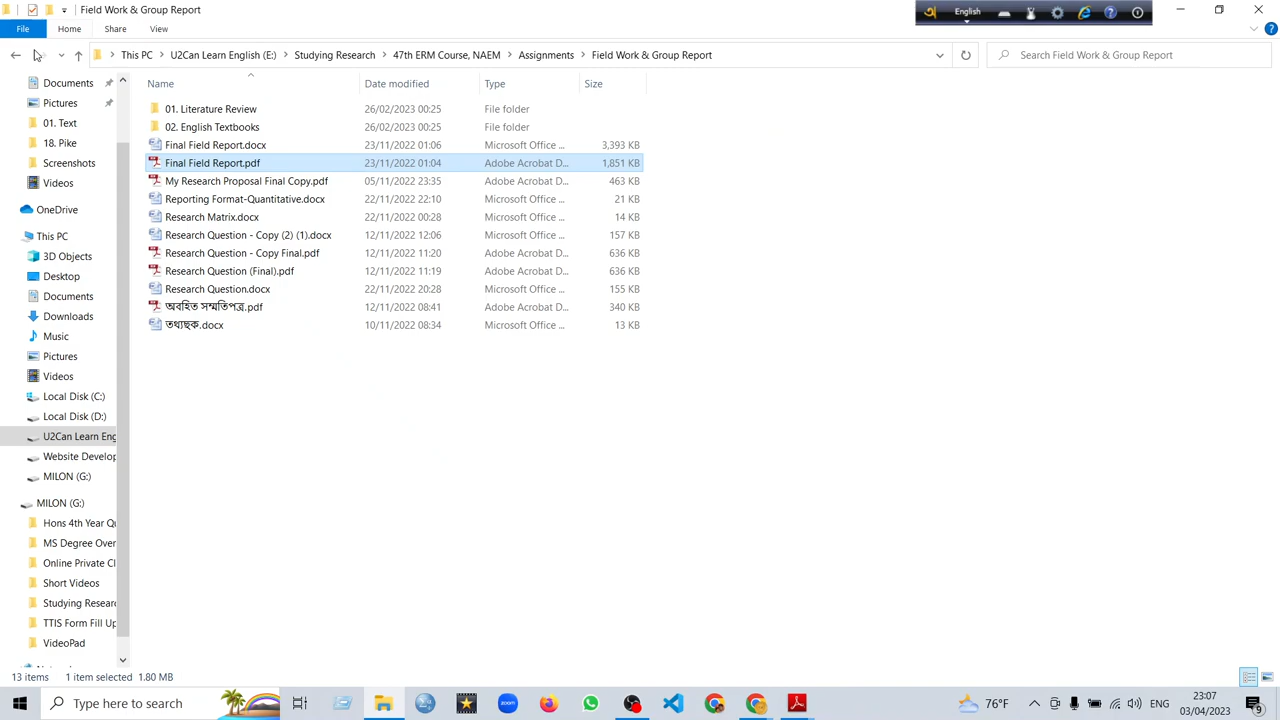 Field Work & Group Report
English
File Home Share View
This PC U2Can Learn English (E:) Studying Research 47th ERM Course, NAEM Assignments Field Work & Group Report
Search Field Work & Group Report
Name Date modified Type Size
01. Literature Review 26/02/2023 00:25 File folder
02. English Textbooks 26/02/2023 00:25 File folder
Final Field Report.docx 23/11/2022 01:06 Microsoft Office ... 3,393 KB
Final Field Report.pdf 23/11/2022 01:04 Adobe Acrobat D... 1,851 KB
My Research Proposal Final Copy.pdf 05/11/2022 23:35 Adobe Acrobat D... 463 KB
Reporting Format-Quantitative.docx 22/11/2022 22:10 Microsoft Office ... 21 KB
Research Matrix.docx 22/11/2022 00:28 Microsoft Office ... 14 KB
Research Question - Copy (2) (1).docx 12/11/2022 12:06 Microsoft Office ... 157 KB
Research Question - Copy Final.pdf 12/11/2022 11:20 Adobe Acrobat D... 636 KB
Research Question (Final).pdf 12/11/2022 11:19 Adobe Acrobat D... 636 KB
Research Question.docx 22/11/2022 20:28 Microsoft Office ... 155 KB
অবহিত সম্মতিপত্র.pdf 12/11/2022 08:41 Adobe Acrobat D... 340 KB
তথ্যছক.docx 10/11/2022 08:34 Microsoft Office ... 13 KB
Documents
Pictures
01. Text
18. Pike
Screenshots
Videos
OneDrive
This PC
3D Objects
Desktop
Documents
Downloads
Music
Pictures
Videos
Local Disk (C:)
Local Disk (D:)
U2Can Learn Eng
Website Develop
MILON (G:)
MILON (G:)
Hons 4th Year Qu
MS Degree Over
Online Private Cl
Short Videos
Studying Resear
TTIS Form Fill Up
VideoPad
13 items 1 item selected 1.80 MB
Type here to search
zoom
76°F
ENG
23:07
03/04/2023
9